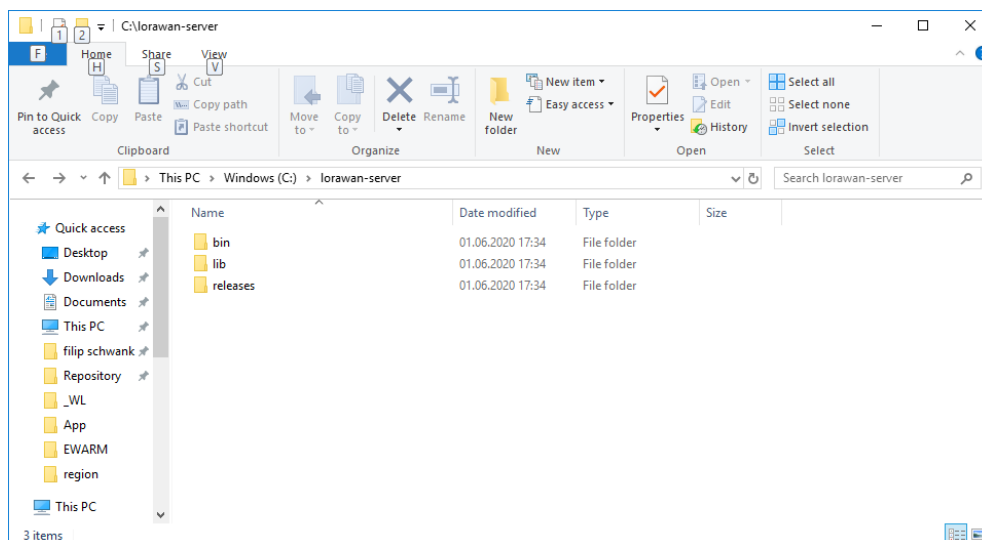 C:\lorawan-server
1 2
F Home Share View
H S V
Pin to Quick access
Copy
Paste
Cut
Copy path
Paste shortcut
Clipboard
Move to
Copy to
Delete
Rename
Organize
New folder
New item
Easy access
New
Properties
Open
Edit
History
Open
Select all
Select none
Invert selection
Select
This PC > Windows (C:) > lorawan-server
Search lorawan-server
Quick access
Desktop
Downloads
Documents
This PC
filip schwank
Repository
_WL
App
EWARM
region
This PC
Name Date modified Type Size
bin 01.06.2020 17:34 File folder
lib 01.06.2020 17:34 File folder
releases 01.06.2020 17:34 File folder
3 items